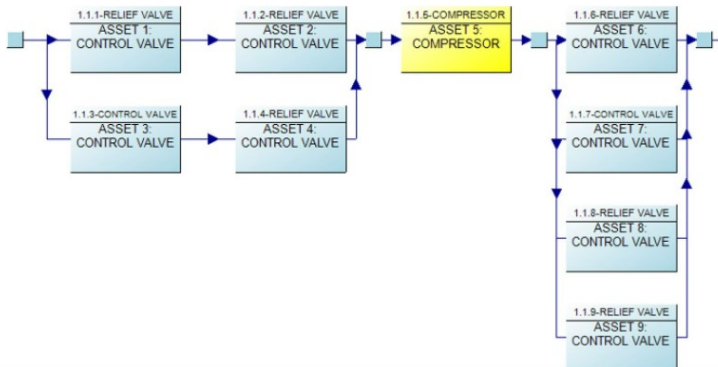 1.1.1-RELIEF VALVE
ASSET 1:
CONTROL VALVE
1.1.2-RELIEF VALVE
ASSET 2:
CONTROL VALVE
1.1.5-COMPRESSOR
ASSET 5:
COMPRESSOR
1.1.6-RELIEF VALVE
ASSET 6:
CONTROL VALVE
1.1.3-CONTROL VALVE
ASSET 3:
CONTROL VALVE
1.1.4-RELIEF VALVE
ASSET 4:
CONTROL VALVE
1.1.7-CONTROL VALVE
ASSET 7:
CONTROL VALVE
1.1.8-RELIEF VALVE
ASSET 8:
CONTROL VALVE
1.1.9-RELIEF VALVE
ASSET 9:
CONTROL VALVE